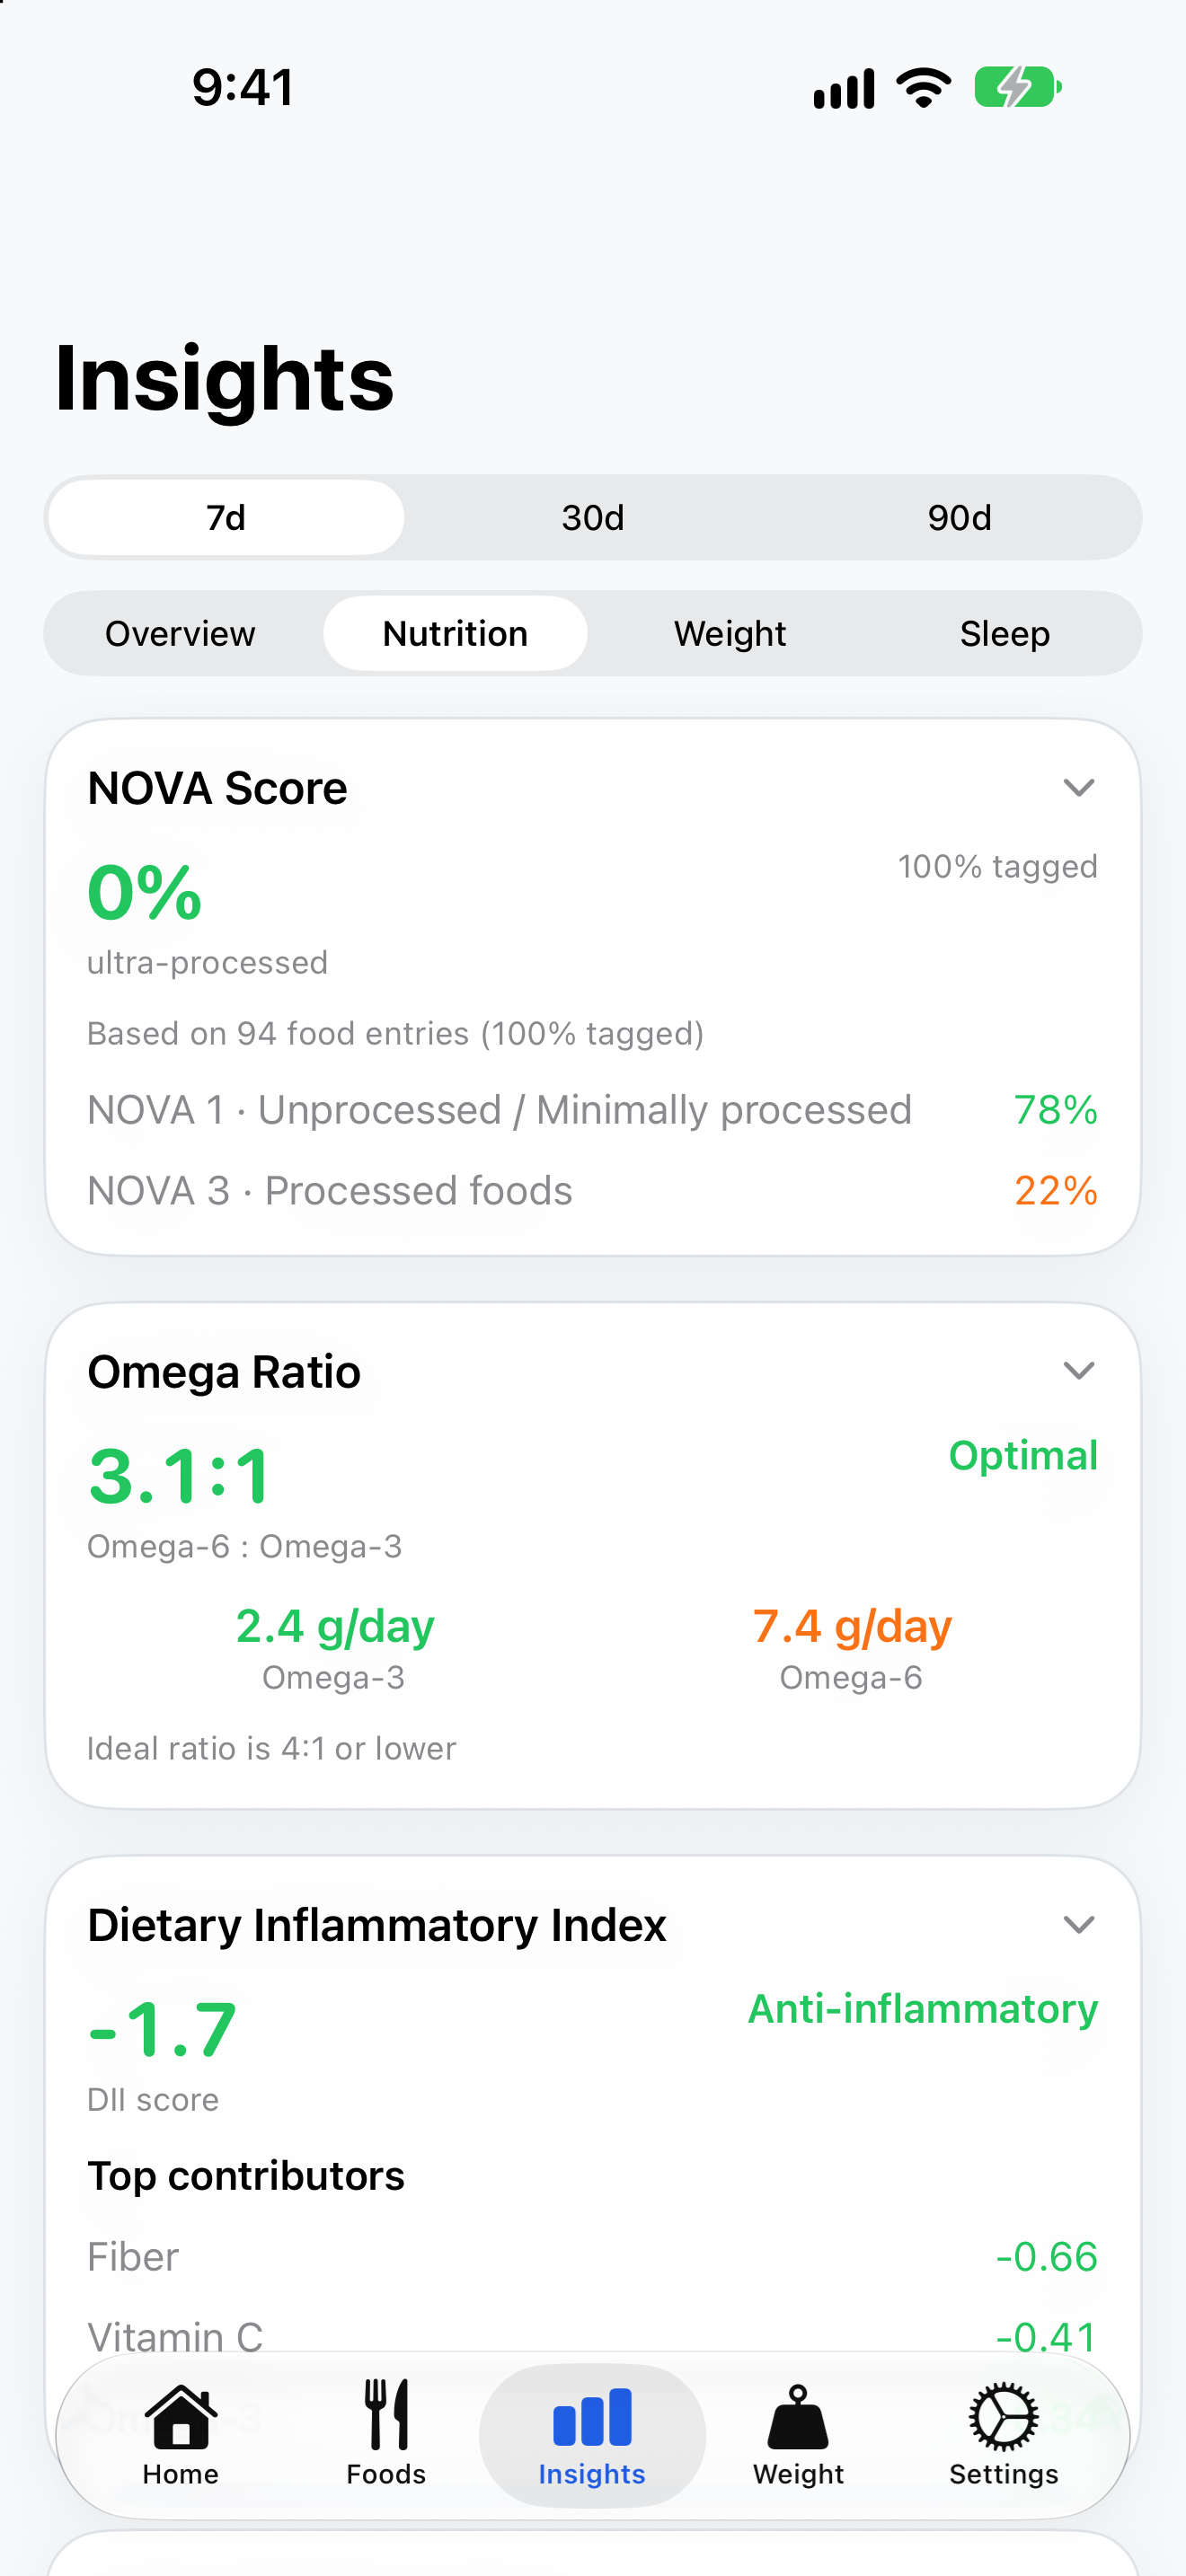 9:41
Insights
7d 30d 90d
Overview Nutrition Weight Sleep
NOVA Score
0%
100% tagged
ultra-processed
Based on 94 food entries (100% tagged)
NOVA 1 · Unprocessed / Minimally processed 78%
NOVA 3 · Processed foods 22%
Omega Ratio
3.1:1
Optimal
Omega-6 : Omega-3
2.4 g/day 7.4 g/day
Omega-3 Omega-6
Ideal ratio is 4:1 or lower
Dietary Inflammatory Index
-1.7
Anti-inflammatory
DII score
Top contributors
Fiber -0.66
Vitamin C -0.41
Home Foods Insights Weight Settings